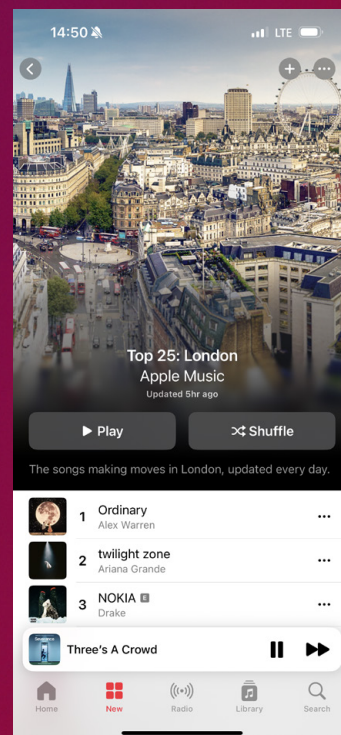 14:50
LTE
Top 25: London
Apple Music
Updated 5hr ago
Play
Shuffle
The songs making moves in London, updated every day.
1 Ordinary
Alex Warren
2 twilight zone
Ariana Grande
3 NOKIA E
Drake
Three's A Crowd
Home
New
Radio
Library
Search